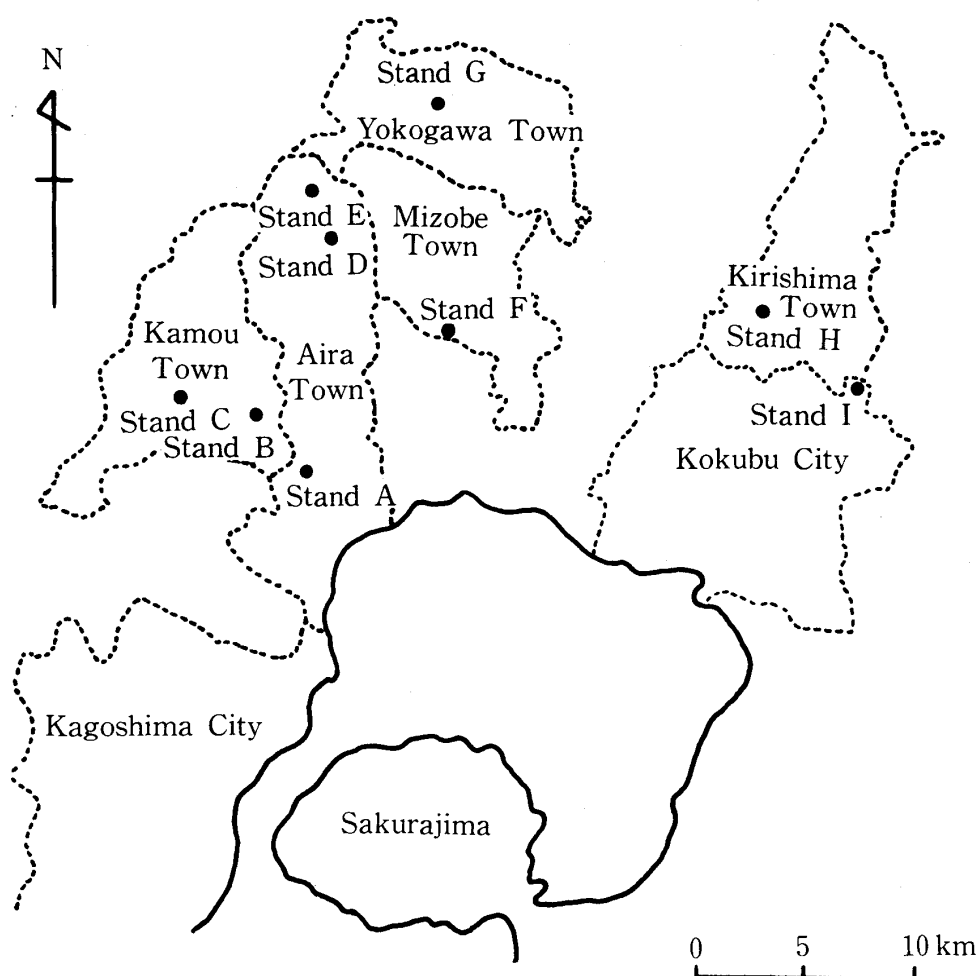 N
Stand G
Yokogawa Town
Stand E
Mizobe
Town
Stand D
Kirishima
Town
Stand H
Stand F
Kamou
Town
Aira
Town
Stand C
Stand B
Stand I
Kokubu City
Stand A
Kagoshima City
Sakurajima
0 5 10 km